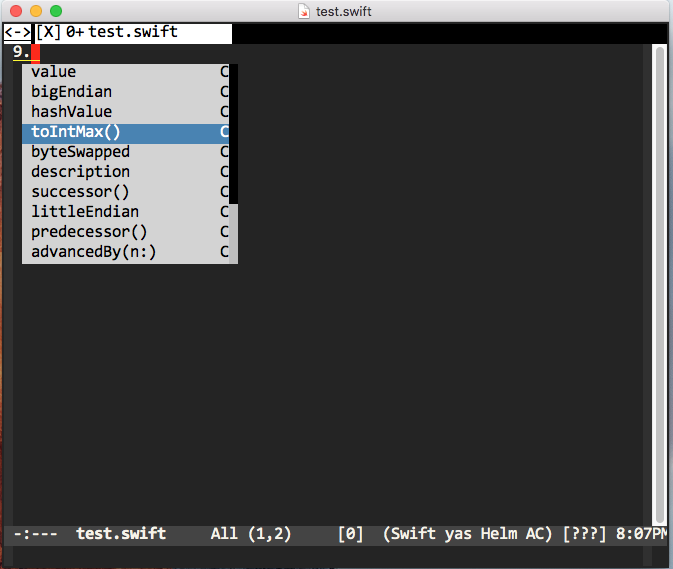 test.swift
<-> [X] 0+ test.swift
9.
value C
bigEndian C
hashValue C
toIntMax() C
byteSwapped C
description C
successor() C
littleEndian C
predecessor() C
advancedBy(n:) C
-:--- test.swift All (1,2) [0] (Swift yas Helm AC) [???] 8:07PM